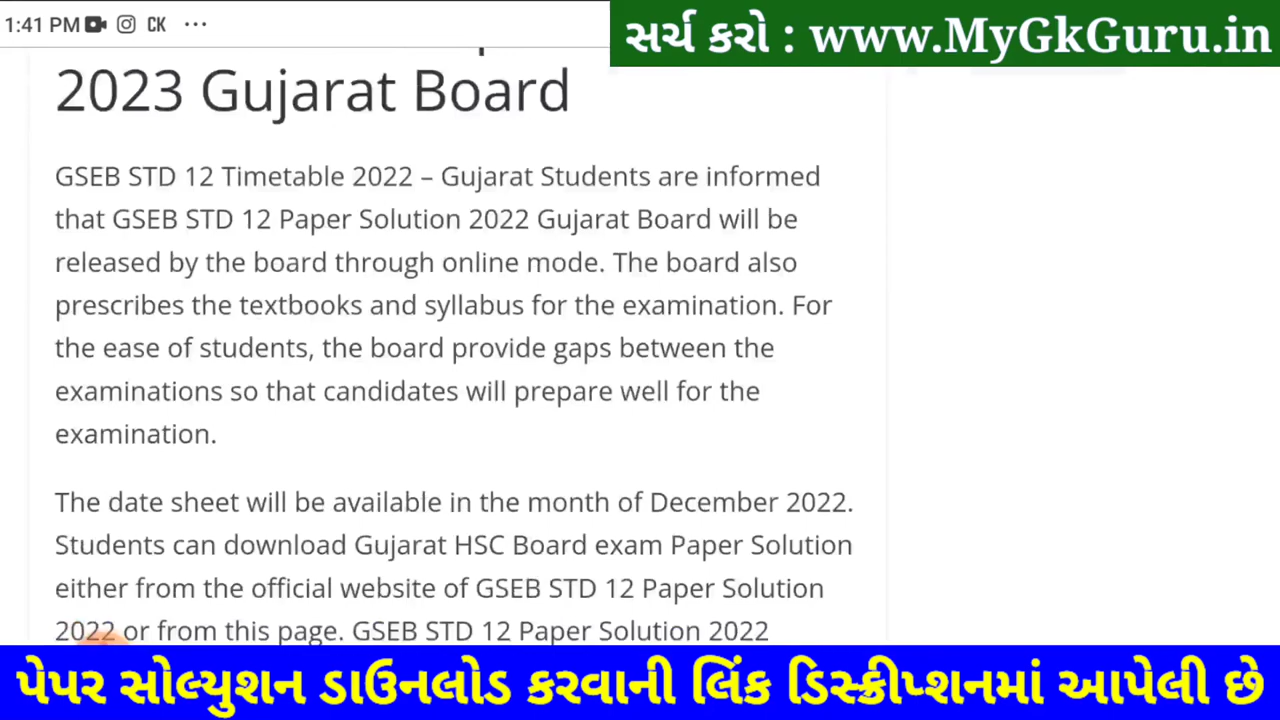 1:41 PM CK ...
સર્ચ કરો : www.MyGkGuru.in
2023 Gujarat Board
GSEB STD 12 Timetable 2022 – Gujarat Students are informed
that GSEB STD 12 Paper Solution 2022 Gujarat Board will be
released by the board through online mode. The board also
prescribes the textbooks and syllabus for the examination. For
the ease of students, the board provide gaps between the
examinations so that candidates will prepare well for the
examination.
The date sheet will be available in the month of December 2022.
Students can download Gujarat HSC Board exam Paper Solution
either from the official website of GSEB STD 12 Paper Solution
2022 or from this page. GSEB STD 12 Paper Solution 2022
પેપર સોલ્યુશન ડાઉનલોડ કરવાની લિંક ડિસ્ક્રીપ્શનમાં આપેલી છે